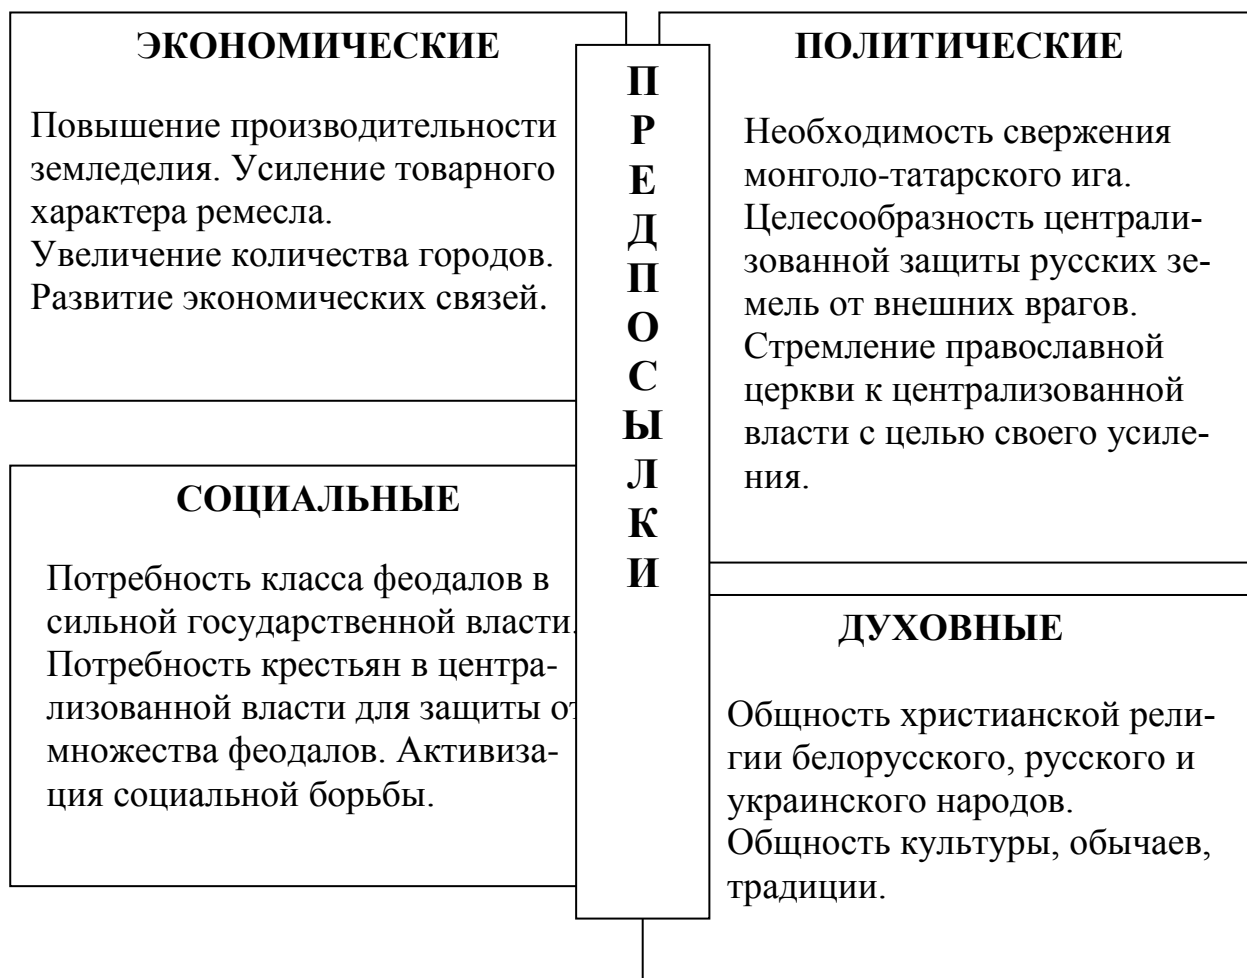 ЭКОНОМИЧЕСКИЕ
Повышение производительности
земледелия. Усиление товарного
характера ремесла.
Увеличение количества городов.
Развитие экономических связей.
СОЦИАЛЬНЫЕ
Потребность класса феодалов в
сильной государственной власти.
Потребность крестьян в центра-
лизованной власти для защиты от
множества феодалов. Активиза-
ция социальной борьбы.
П
Р
Е
Д
П
О
С
Ы
Л
К
И
ПОЛИТИЧЕСКИЕ
Необходимость свержения
монголо-татарского ига.
Целесообразность централи-
зованной защиты русских зе-
мель от внешних врагов.
Стремление православной
церкви к централизованной
власти с целью своего усиле-
ния.
ДУХОВНЫЕ
Общность христианской рели-
гии белорусского, русского и
украинского народов.
Общность культуры, обычаев,
традиции.